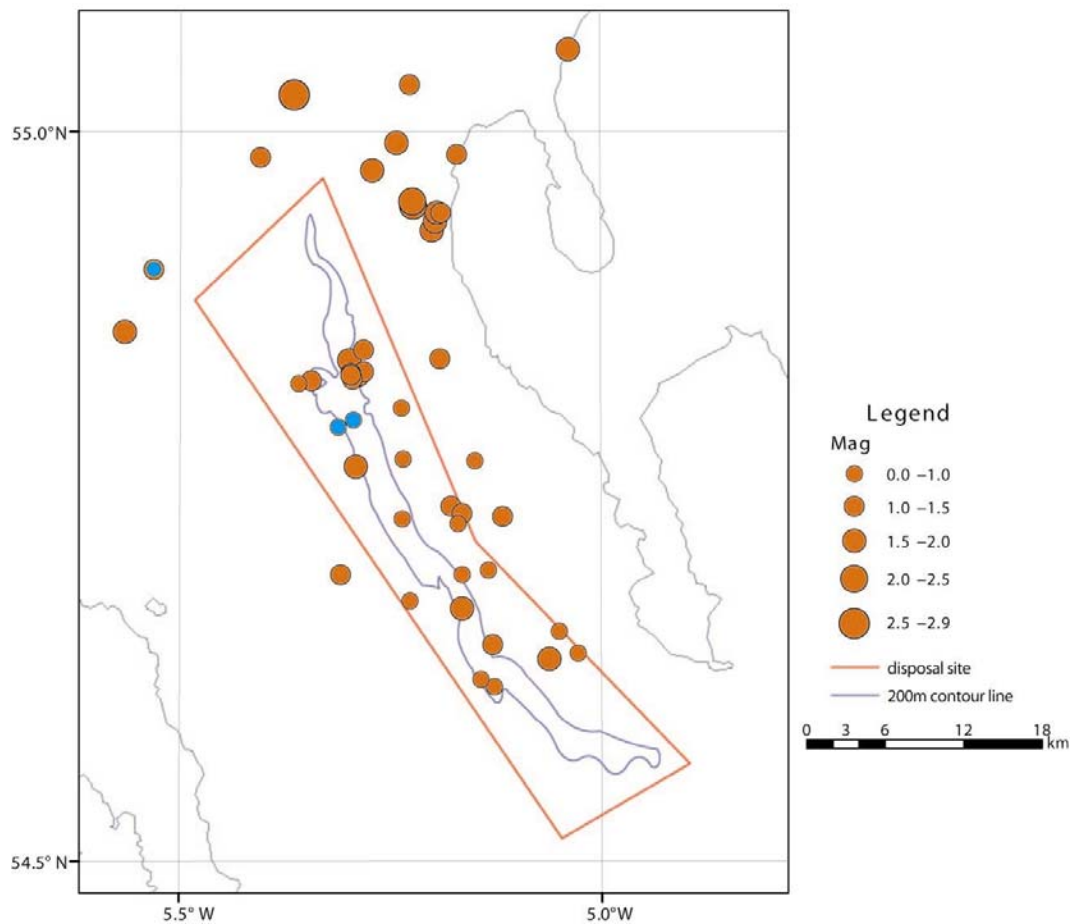 55.0°N
Legend
Mag
0.0 –1.0
1.0 –1.5
1.5 –2.0
2.0 –2.5
2.5 –2.9
disposal site
200m contour line
0 3 6 12 18
km
54.5° N
5.5° W 5.0°W